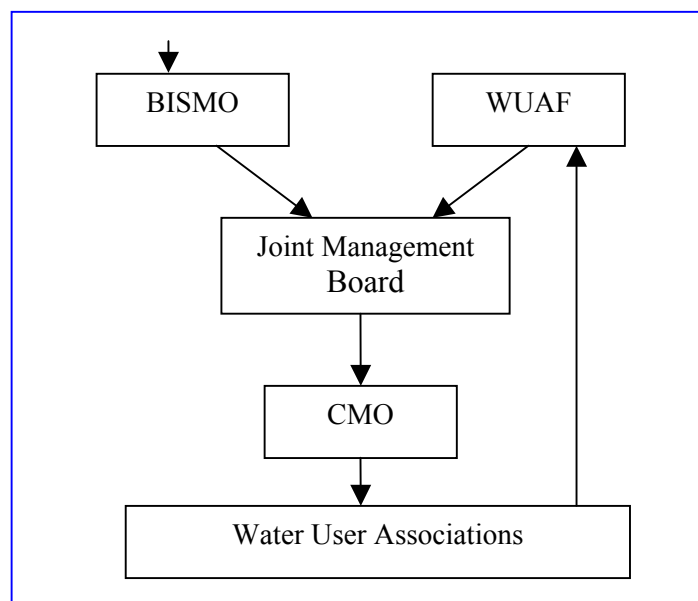 BISMO
WUAF
Joint Management
Board
CMO
Water User Associations